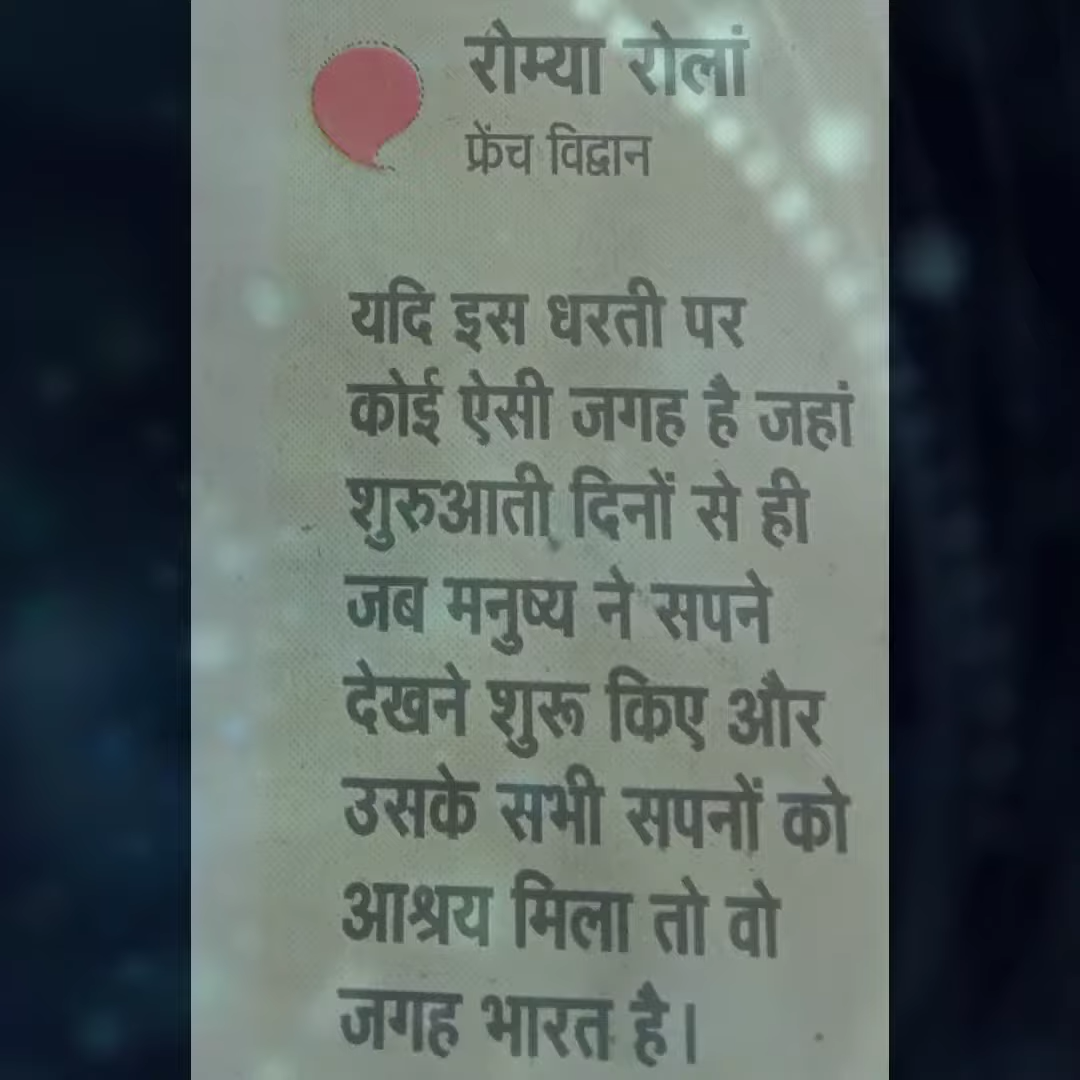 रोम्या रोलां
फ्रेंच विद्वान
यदि इस धरती पर
कोई ऐसी जगह है जहां
शुरुआती दिनों से ही
जब मनुष्य ने सपने
देखने शुरू किए और
उसके सभी सपनों को
आश्रय मिला तो वो
जगह भारत है।